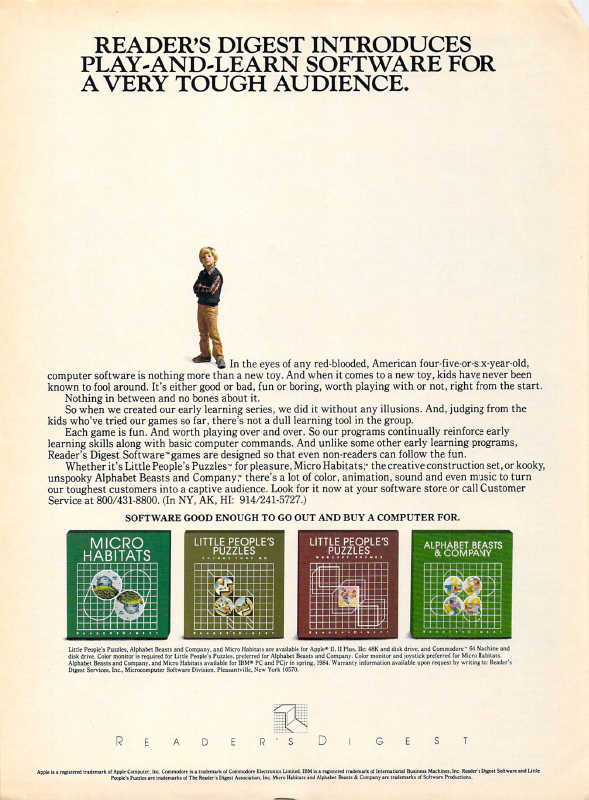 READER'S DIGEST INTRODUCES
PLAY-AND-LEARN SOFTWARE FOR
A VERY TOUGH AUDIENCE.
In the eyes of any red-blooded, American four-five-or-six-year-old,
computer software is nothing more than a new toy. And when it comes to a new toy, kids have never been
known to fool around. It's either good or bad, fun or boring, worth playing with or not, right from the start.
Nothing in between and no bones about it.
So when we created our early learning series, we did it without any illusions. And, judging from the
kids who've tried our games so far, there's not a dull learning tool in the group.
Each game is fun. And worth playing over and over. So our programs continually reinforce early
learning skills along with basic computer commands. And unlike some other early learning programs,
Reader's Digest Software™ games are designed so that even non-readers can follow the fun.
Whether it's Little People's Puzzles™ for pleasure, Micro Habitats,™ the creative construction set, or kooky,
unspooky Alphabet Beasts and Company,™ there's a lot of color, animation, sound and even music to turn
our toughest customers into a captive audience. Look for it now at your software store or call Customer
Service at 800/431-8800. (In NY, AK, HI: 914/241-5727.)
SOFTWARE GOOD ENOUGH TO GO OUT AND BUY A COMPUTER FOR.
MICRO
HABITATS
READER'S DIGEST
LITTLE PEOPLE'S
PUZZLES
READER'S DIGEST
LITTLE PEOPLE'S
PUZZLES
NURSERY RHYMES
READER'S DIGEST
ALPHABET BEASTS
& COMPANY
READER'S DIGEST
Little People's Puzzles, Alphabet Beasts and Company, and Micro Habitats are available for Apple® II, II Plus, IIe; 48K and disk drive, and Commodore™ 64 Machine and
disk drive. Color monitor is required for Little People's Puzzles, preferred for Alphabet Beasts and Company. Color monitor and joystick preferred for Micro Habitats.
Alphabet Beasts and Company, and Micro Habitats available for IBM® PC and PCjr in spring, 1984. Warranty information available upon request by writing to: Reader's
Digest Services, Inc., Microcomputer Software Division, Pleasantville, New York 10570.
READER'S DIGEST
Apple is a registered trademark of Apple Computer, Inc. Commodore is a trademark of Commodore Electronics Limited. IBM is a registered trademark of International Business Machines, Inc. Reader's Digest Software and Little
People's Puzzles are trademarks of The Reader's Digest Association, Inc. Micro Habitats and Alphabet Beasts & Company are trademarks of Software Productions.